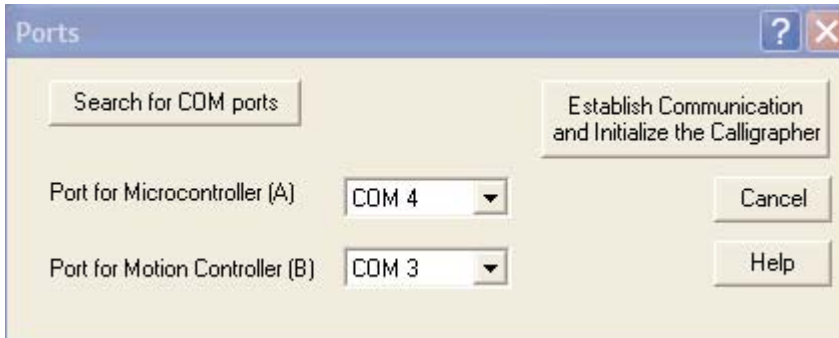 Ports
?
Search for COM ports
Establish Communication
and Initialize the Calligrapher
Port for Microcontroller (A)
COM 4
Cancel
Port for Motion Controller (B)
COM 3
Help